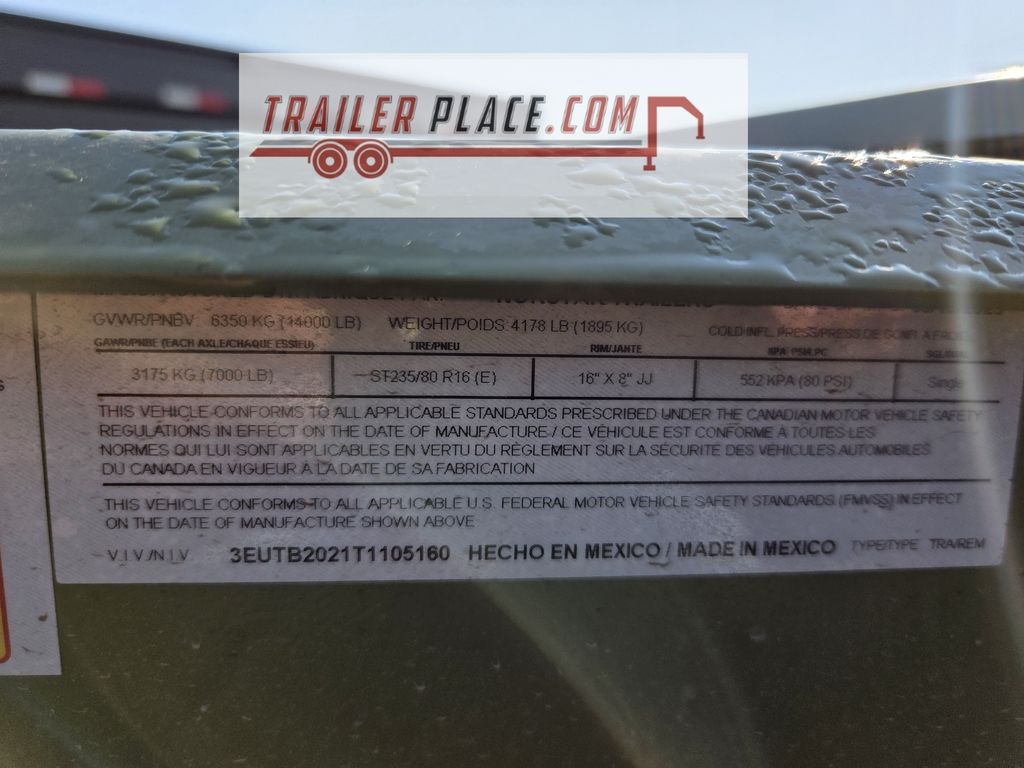 TRAILER PLACE.COM
NORSTAR TRAILERS
GVWR/PNBV 6350 KG (14000 LB) WEIGHT/POIDS: 4178 LB (1895 KG) COLD INFL. PRESS/PRESS DE GONFL A FROID
GAWR/PNBE (EACH AXLE/CHAQUE ESSIEU) TIRE/PNEU RIM/JANTE KPA PSI/LPC
3175 KG (7000 LB) ST235/80 R16 (E) 16" X 8" JJ 552 KPA (80 PSI) Single
THIS VEHICLE CONFORMS TO ALL APPLICABLE STANDARDS PRESCRIBED UNDER THE CANADIAN MOTOR VEHICLE SAFETY
REGULATIONS IN EFFECT ON THE DATE OF MANUFACTURE / CE VÉHICULE EST CONFORME À TOUTES LES
NORMES QUI LUI SONT APPLICABLES EN VERTU DU RÈGLEMENT SUR LA SÉCURITÉ DES VÉHICULES AUTOMOBILES
DU CANADA EN VIGUEUR À LA DATE DE SA FABRICATION
THIS VEHICLE CONFORMS TO ALL APPLICABLE U.S. FEDERAL MOTOR VEHICLE SAFETY STANDARDS (FMVSS) IN EFFECT
ON THE DATE OF MANUFACTURE SHOWN ABOVE
V.I.V./N.I.V. 3EUTB2021T1105160 HECHO EN MEXICO / MADE IN MEXICO TYPE/TYPE TRA/REM